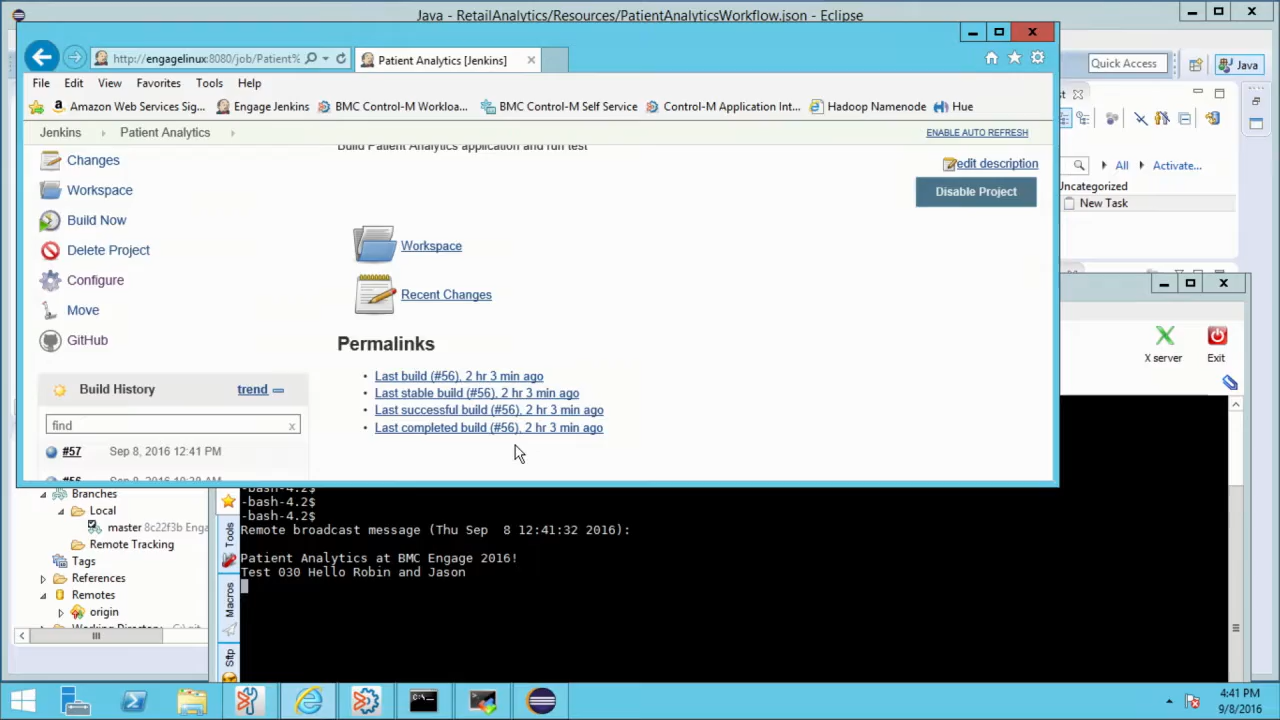 Java - RetailAnalytics/Resources/PatientAnalyticsWorkflow.json - Eclipse
http://engagelinux:8080/job/Patient%
Patient Analytics [Jenkins]
File Edit View Favorites Tools Help
Quick Access
Java
Amazon Web Services Sig...
Engage Jenkins
BMC Control-M Workloa...
BMC Control-M Self Service
Control-M Application Int...
Hadoop Namenode
Hue
Jenkins
Patient Analytics
ENABLE AUTO REFRESH
Build Patient Analytics application and run test
Changes
edit description
All
Activate...
Workspace
Disable Project
Uncategorized
New Task
Build Now
Workspace
Delete Project
Configure
Recent Changes
Move
GitHub
Permalinks
X server
Exit
Last build (#56), 2 hr 3 min ago
Build History
trend
Last stable build (#56), 2 hr 3 min ago
Last successful build (#56), 2 hr 3 min ago
find
x
Last completed build (#56), 2 hr 3 min ago
#57 Sep 8, 2016 12:41 PM
Branches
-bash-4.2$
-bash-4.2$
Local
-bash-4.2$
master 8c22f3b Enga
Remote broadcast message (Thu Sep 8 12:41:32 2016):
Remote Tracking
Tags
Patient Analytics at BMC Engage 2016!
References
Test 030 Hello Robin and Jason
Remotes
origin
Tools
Macros
Sftp
4:41 PM
9/8/2016